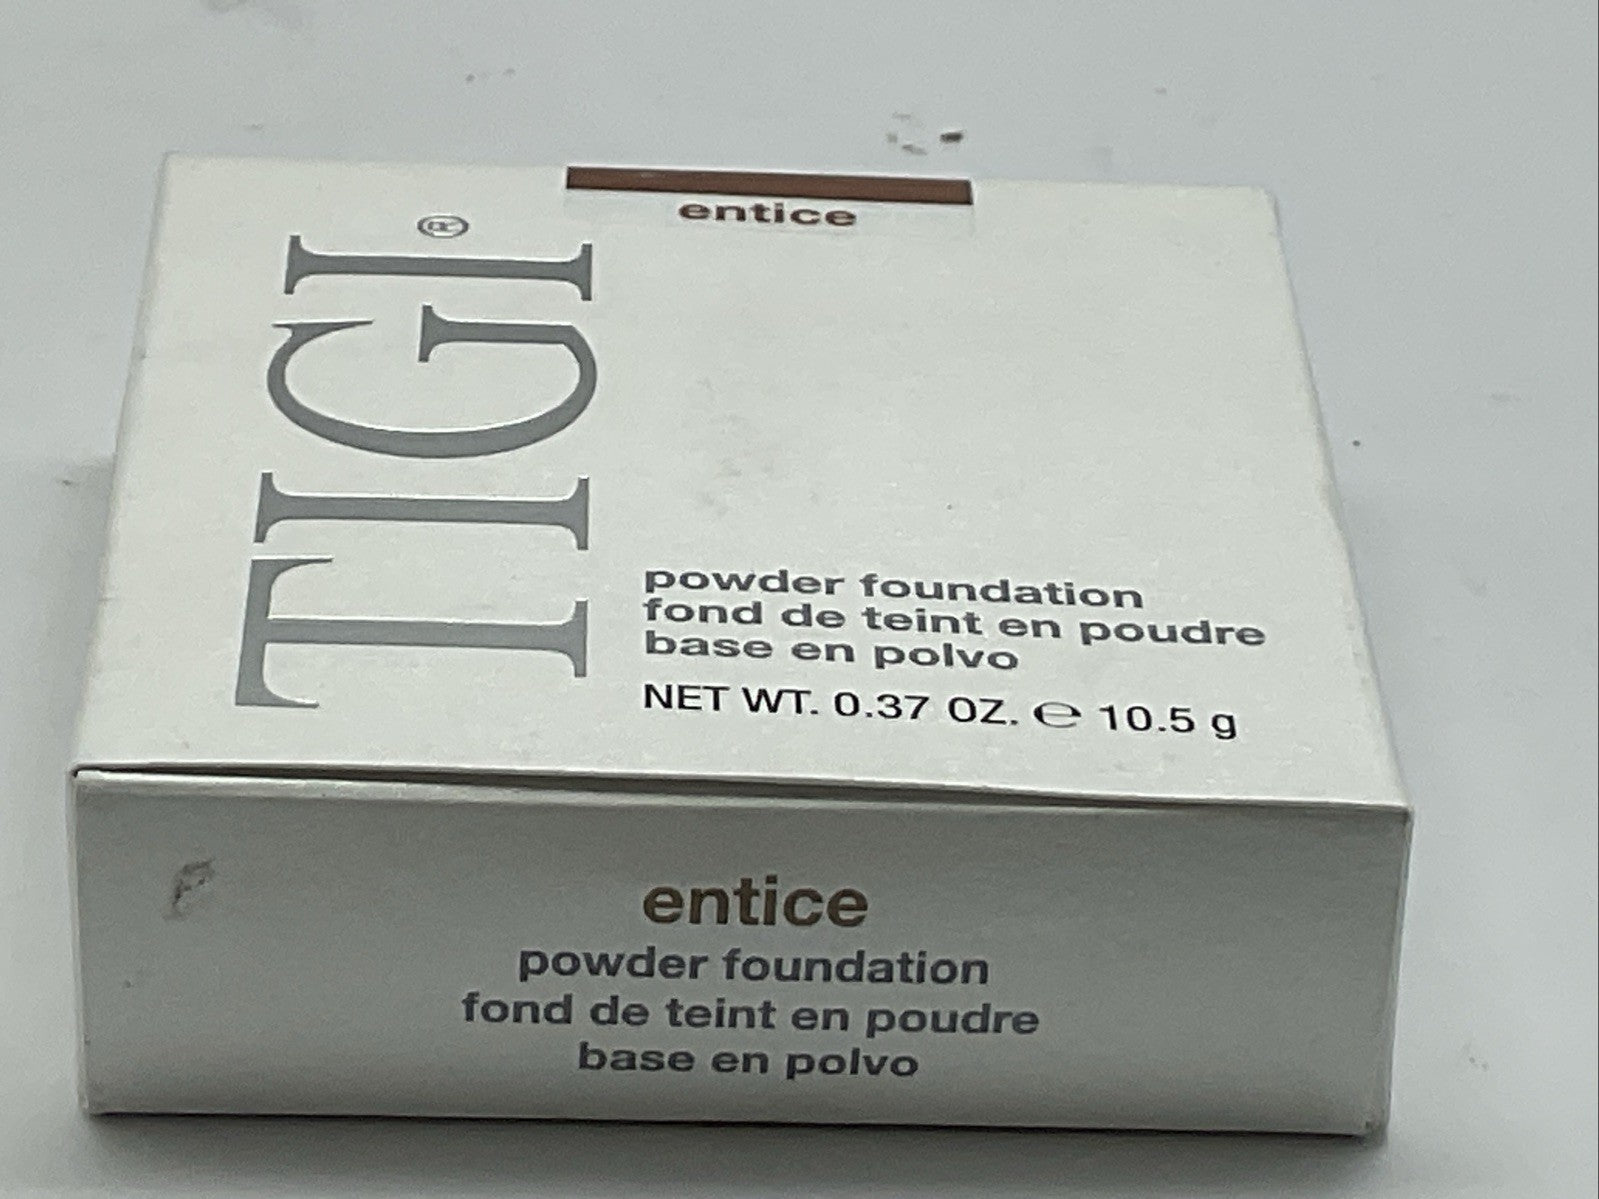 entice
TIGI®
powder foundation
fond de teint en poudre
base en polvo
NET WT. 0.37 OZ. ℮ 10.5 g
entice
powder foundation
fond de teint en poudre
base en polvo